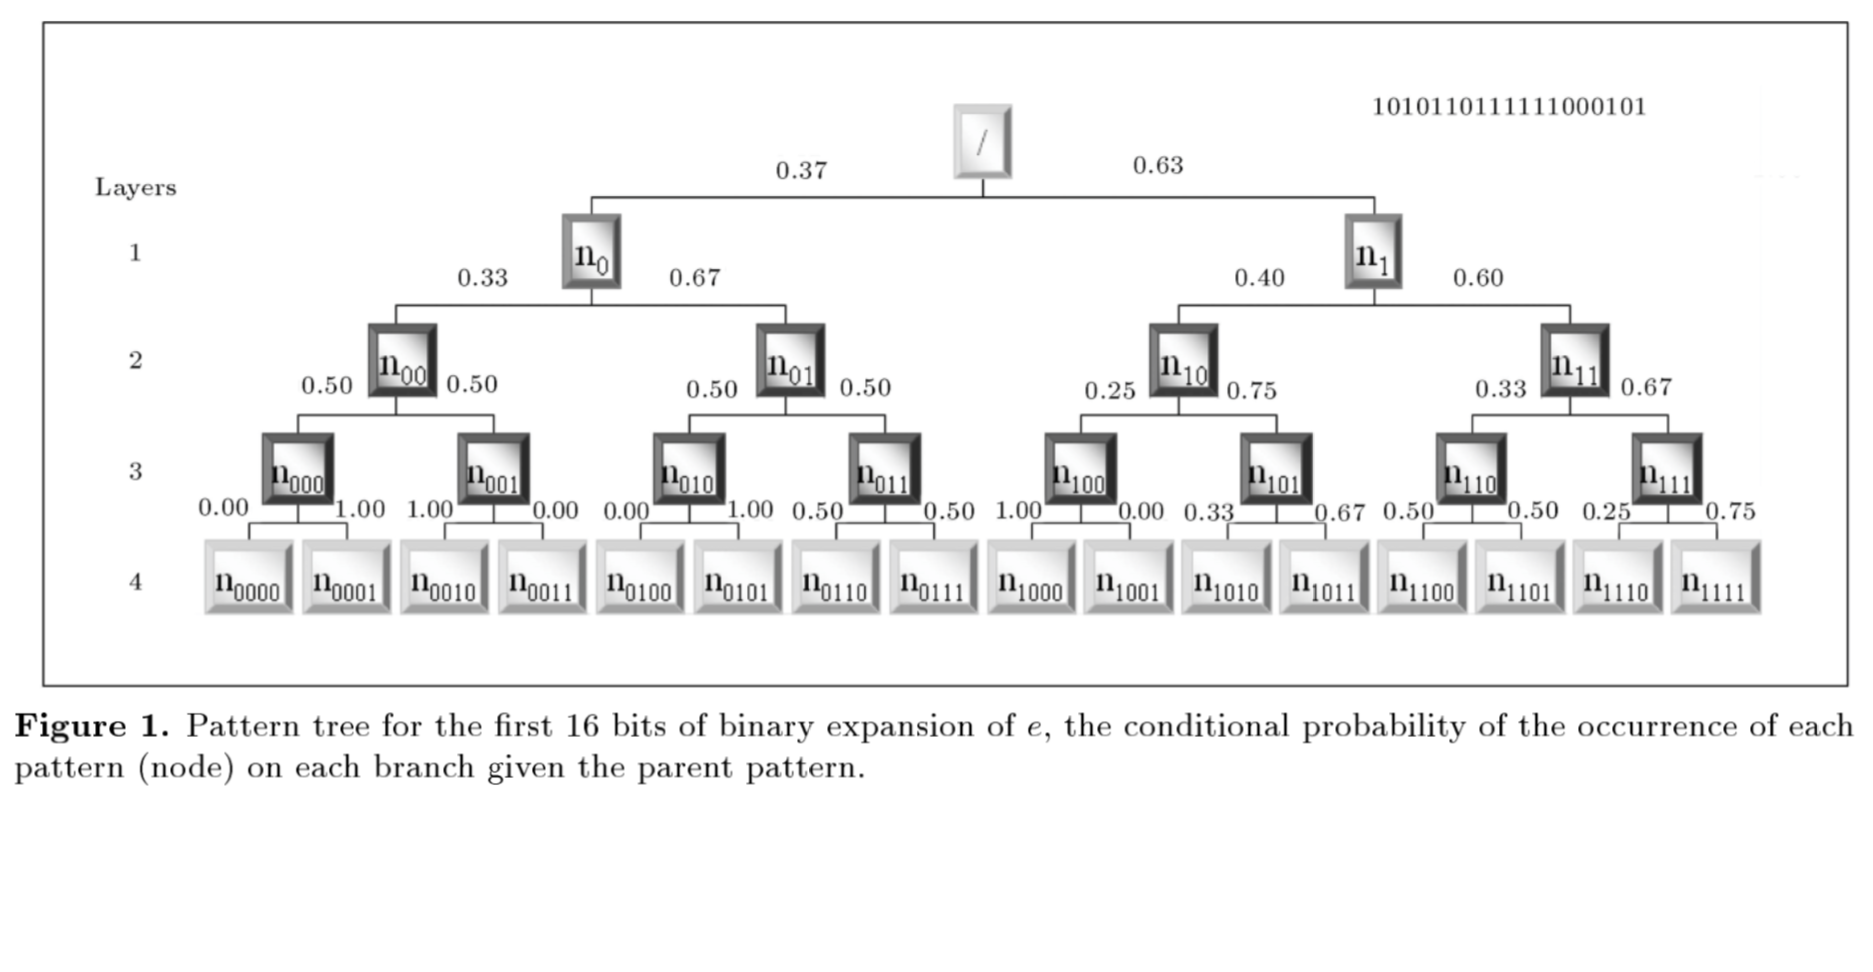 1010110111111000101
/
0.37 0.63
Layers
1 n0 n1
0.33 0.67 0.40 0.60
2 n00 n01 n10 n11
0.50 0.50 0.50 0.50 0.25 0.75 0.33 0.67
3 n000 n001 n010 n011 n100 n101 n110 n111
0.00 1.00 1.00 0.00 0.00 1.00 0.50 0.50 1.00 0.00 0.33 0.67 0.50 0.50 0.25 0.75
4 n0000 n0001 n0010 n0011 n0100 n0101 n0110 n0111 n1000 n1001 n1010 n1011 n1100 n1101 n1110 n1111
Figure 1. Pattern tree for the first 16 bits of binary expansion of e, the conditional probability of the occurrence of each
pattern (node) on each branch given the parent pattern.